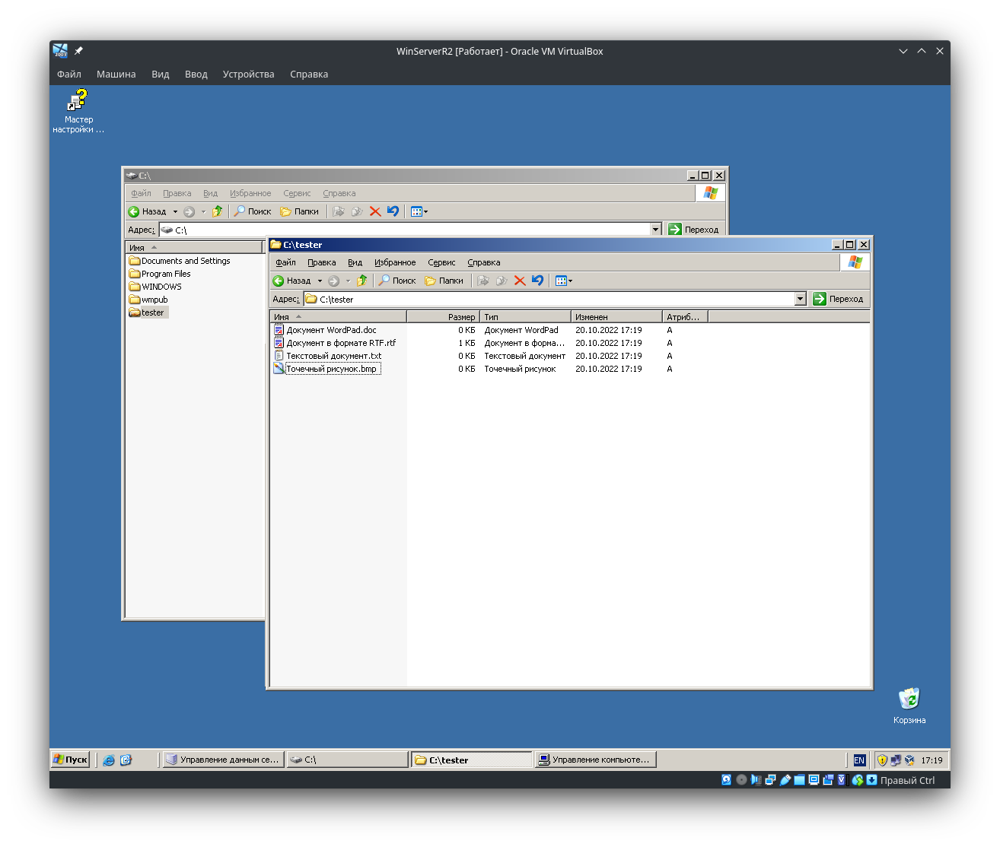 WinServerR2 [Работает] - Oracle VM VirtualBox
Файл Машина Вид Ввод Устройства Справка
Мастер
настройки ...
C:\
Файл Правка Вид Избранное Сервис Справка
Назад Поиск Папки
Адрес: C:\ Переход
Имя
Documents and Settings
Program Files
WINDOWS
wmpub
tester
C:\tester
Файл Правка Вид Избранное Сервис Справка
Назад Поиск Папки
Адрес: C:\tester Переход
Имя Размер Тип Изменен Атриб...
Документ WordPad.doc 0 КБ Документ WordPad 20.10.2022 17:19 A
Документ в формате RTF.rtf 1 КБ Документ в форма... 20.10.2022 17:19 A
Текстовый документ.txt 0 КБ Текстовый документ 20.10.2022 17:19 A
Точечный рисунок.bmp 0 КБ Точечный рисунок 20.10.2022 17:19 A
Корзина
Пуск Управление данным се... C:\ C:\tester Управление компьюте... EN 17:19
Правый Ctrl